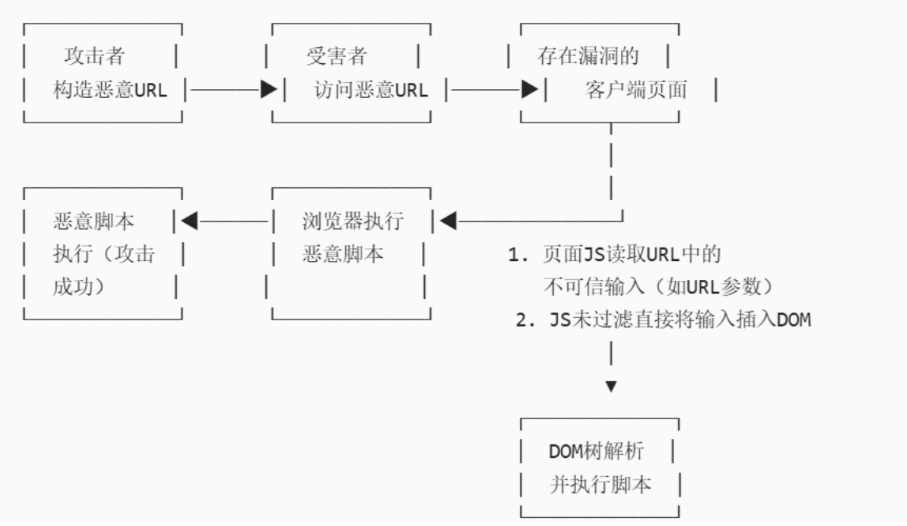 攻击者
构造恶意URL
受害者
访问恶意URL
存在漏洞的
客户端页面
恶意脚本
执行（攻击
成功）
浏览器执行
恶意脚本
1. 页面JS读取URL中的
不可信输入（如URL参数）
2. JS未过滤直接将输入插入DOM
DOM树解析
并执行脚本